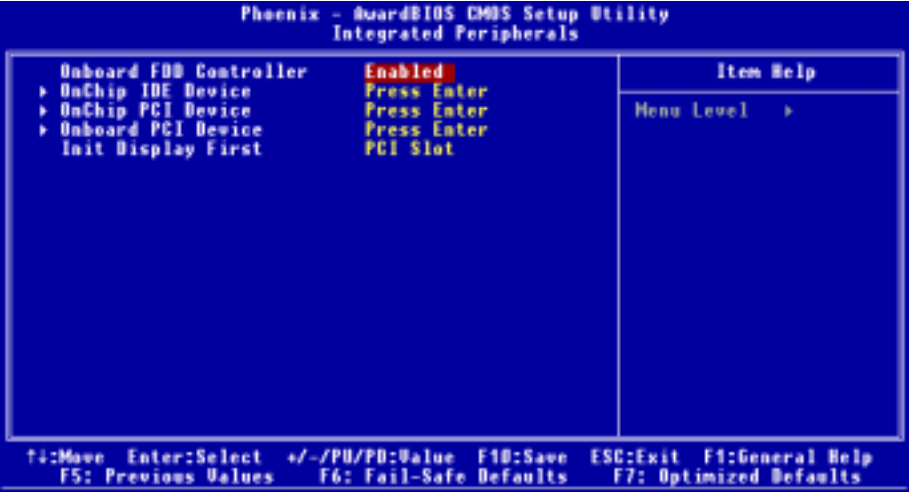 Phoenix - AwardBIOS CMOS Setup Utility
Integrated Peripherals
Onboard FDD Controller Enabled
▸ OnChip IDE Device Press Enter
▸ OnChip PCI Device Press Enter
▸ Onboard PCI Device Press Enter
Init Display First PCI Slot
Item Help
Menu Level ▸
↑↓:Move Enter:Select +/-/PU/PD:Value F10:Save ESC:Exit F1:General Help
F5: Previous Values F6: Fail-Safe Defaults F7: Optimized Defaults